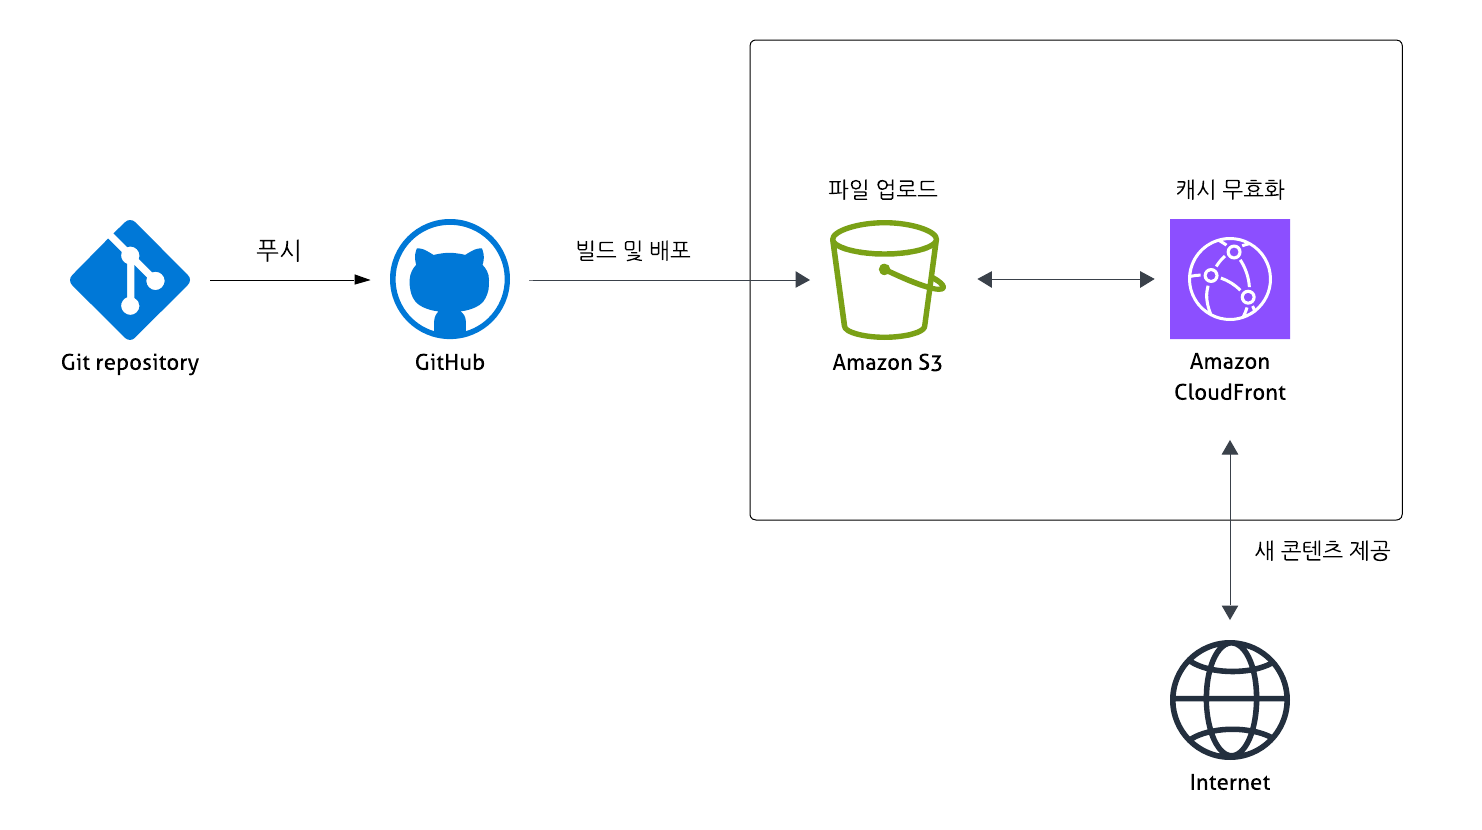 파일 업로드
캐시 무효화
푸시
빌드 및 배포
Git repository
GitHub
Amazon S3
Amazon
CloudFront
새 콘텐츠 제공
Internet